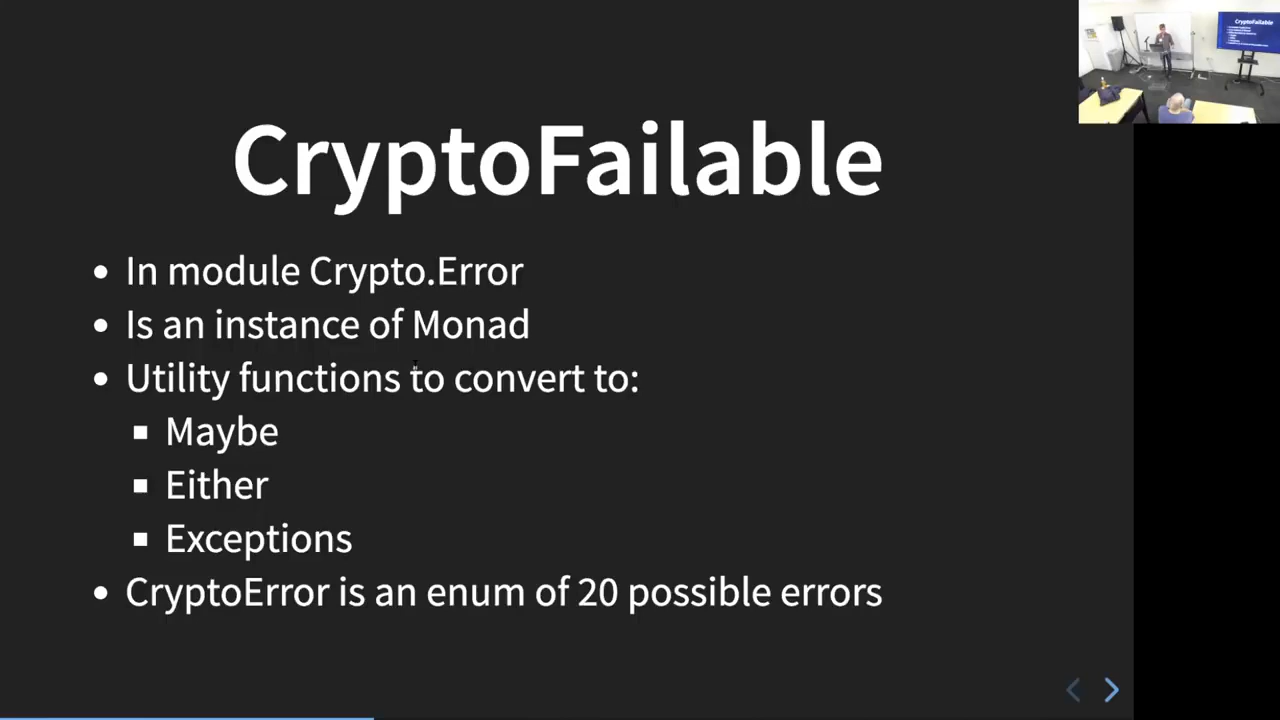 CryptoFailable
In module Crypto.Error
Is an instance of Monad
Utility functions to convert to:
Maybe
Either
Exceptions
CryptoError is an enum of 20 possible errors
CryptoFailable